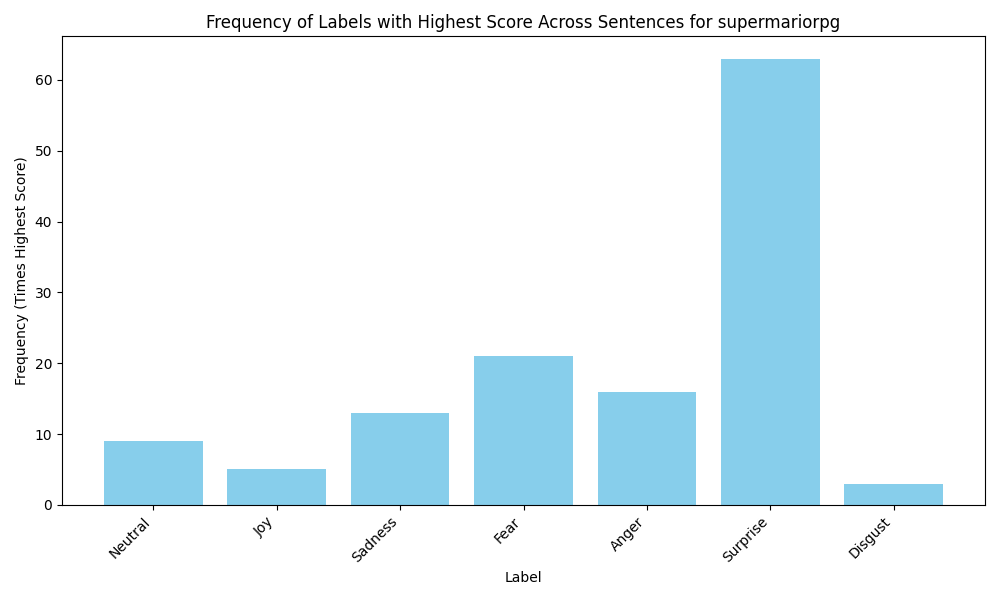 Frequency of Labels with Highest Score Across Sentences for supermariorpg
Frequency (Times Highest Score)
60
50
40
30
20
10
0
Neutral
Joy
Sadness
Fear
Anger
Surprise
Disgust
Label